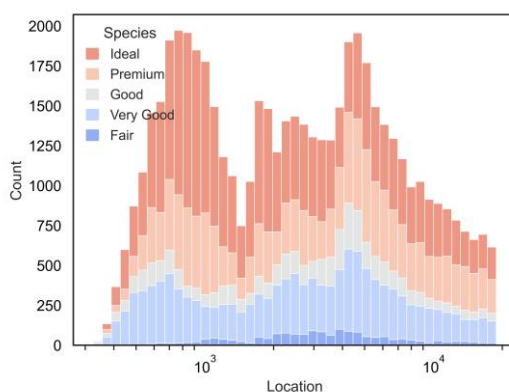 2000
1750
1500
1250
1000
750
500
250
0
Count
Species
Ideal
Premium
Good
Very Good
Fair
10³
10⁴
Location